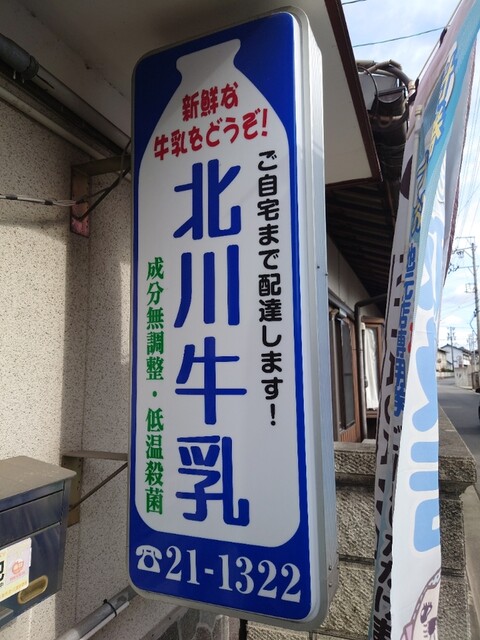 新鮮な
牛乳をどうぞ!
ご自宅まで配達します!
北川牛乳
成分無調整・低温殺菌
☎21-1322